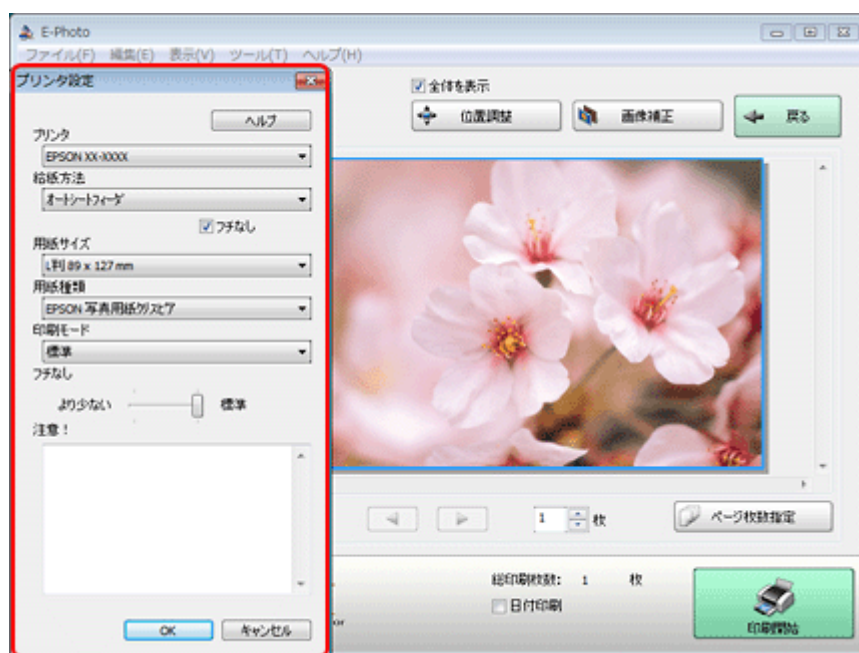 E-Photo
ファイル(F) 編集(E) 表示(V) ツール(T) ヘルプ(H)
プリンタ設定
ヘルプ
プリンタ
EPSON XX-XXXX
給紙方法
オートシートフィーダ
フチなし
用紙サイズ
L判 89 x 127 mm
用紙種類
EPSON 写真用紙クリスピア
印刷モード
標準
フチなし
より少ない 標準
注意！
OK キャンセル
全体を表示
位置調整 画像補正 戻る
1 枚 ページ枚数指定
総印刷枚数: 1 枚
日付印刷
or
印刷開始